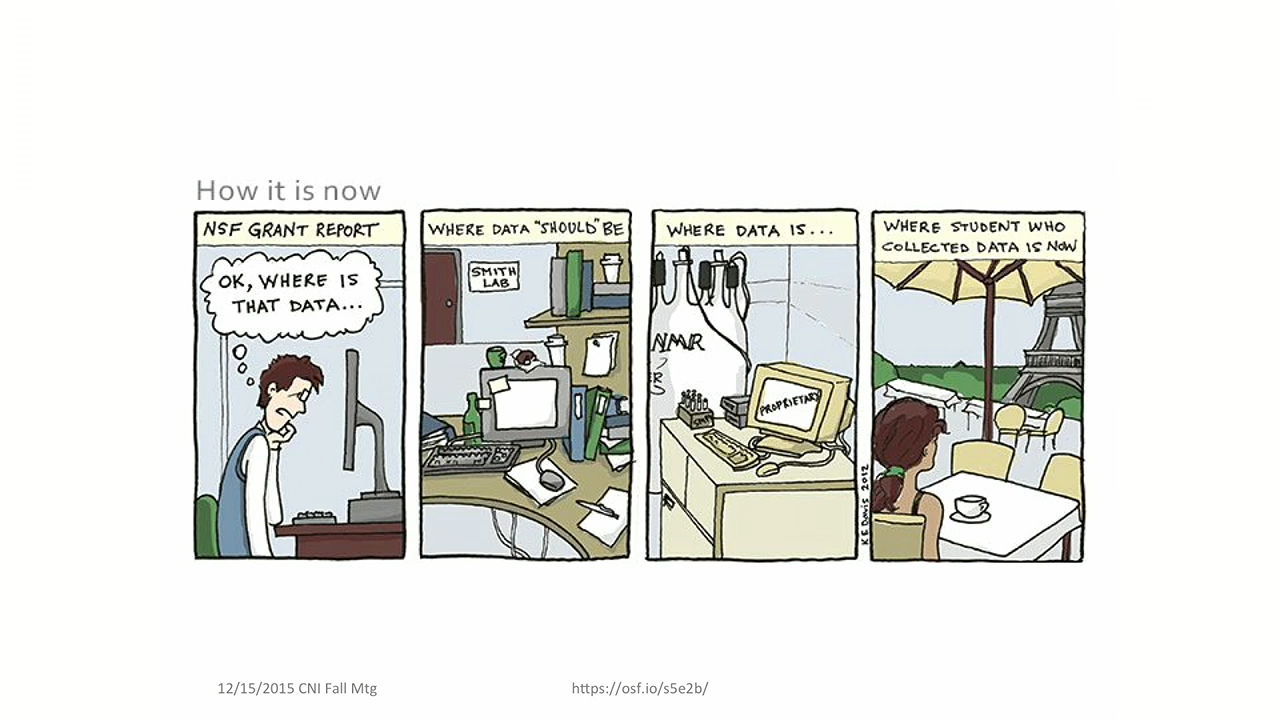 How it is now
NSF GRANT REPORT
OK, WHERE IS
THAT DATA...
WHERE DATA "SHOULD" BE
SMITH
LAB
WHERE DATA IS...
NMR
PROPRIETARY
K E Davis 2012
WHERE STUDENT WHO
COLLECTED DATA IS NOW
12/15/2015 CNI Fall Mtg
https://osf.io/s5e2b/